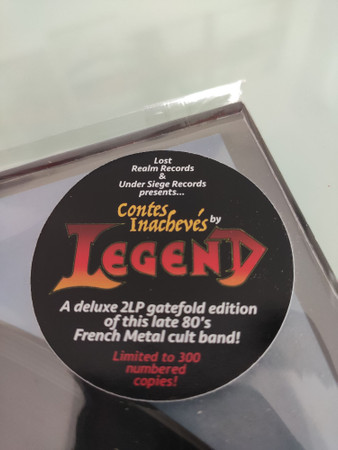 Lost
Realm Records
&
Under Siege Records
presents...
Contes
Inachevés by
LEGEND
A deluxe 2LP gatefold edition
of this late 80's
French Metal cult band!
Limited to 300
numbered
copies!